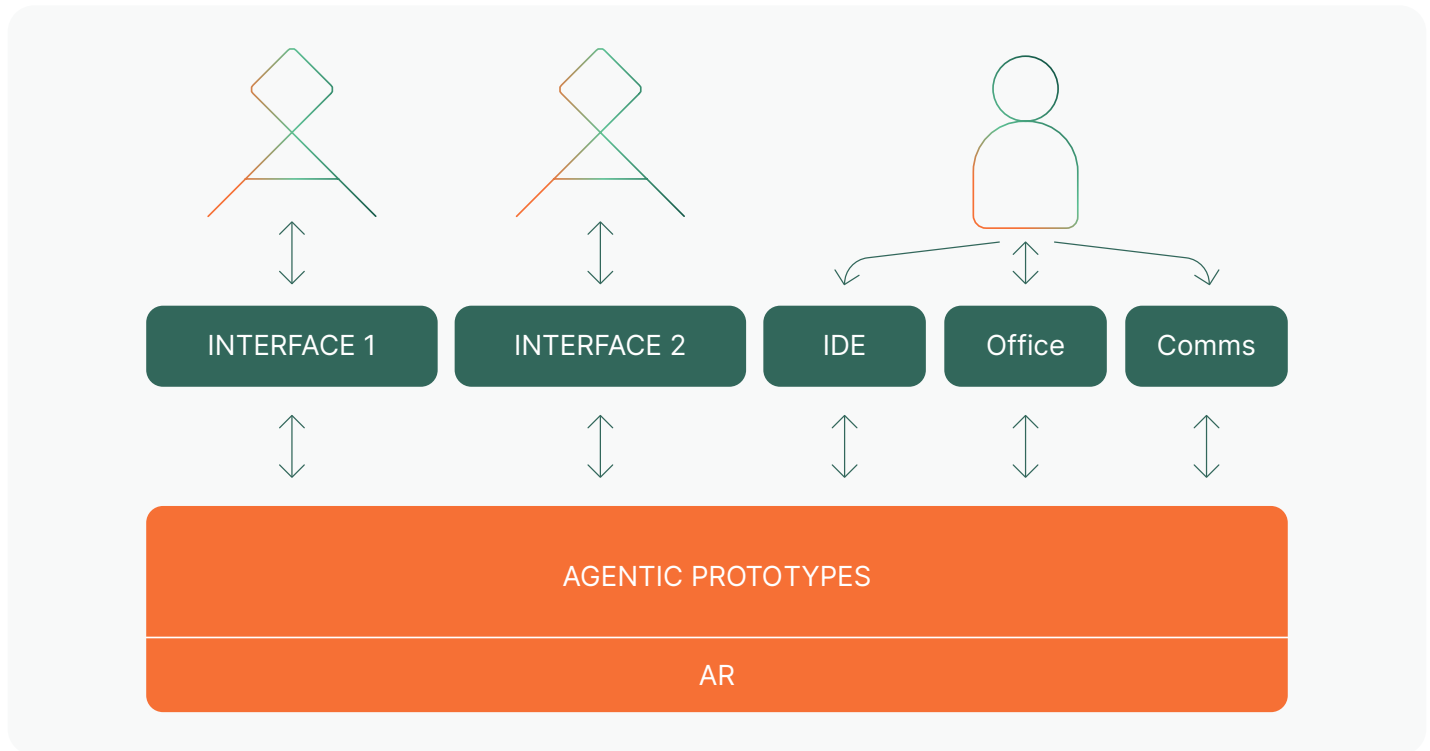 INTERFACE 1
INTERFACE 2
IDE
Office
Comms
AGENTIC PROTOTYPES
AR